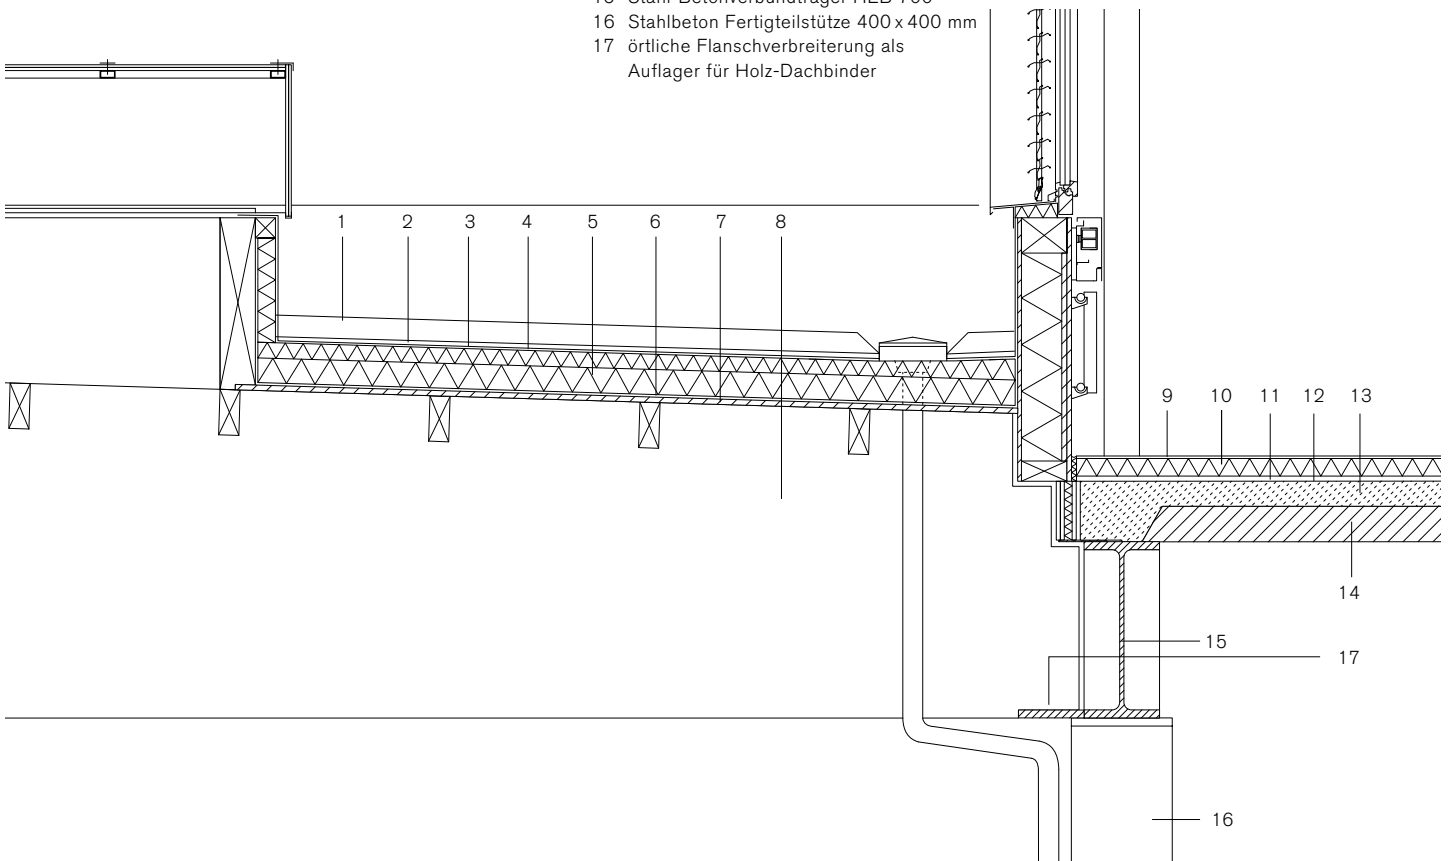 16 Stahlbeton Fertigteilstütze 400 x 400 mm
17 örtliche Flanschverbreiterung als
Auflager für Holz-Dachbinder
1 2 3 4 5 6 7 8
9 10 11 12 13
14
15
17
16